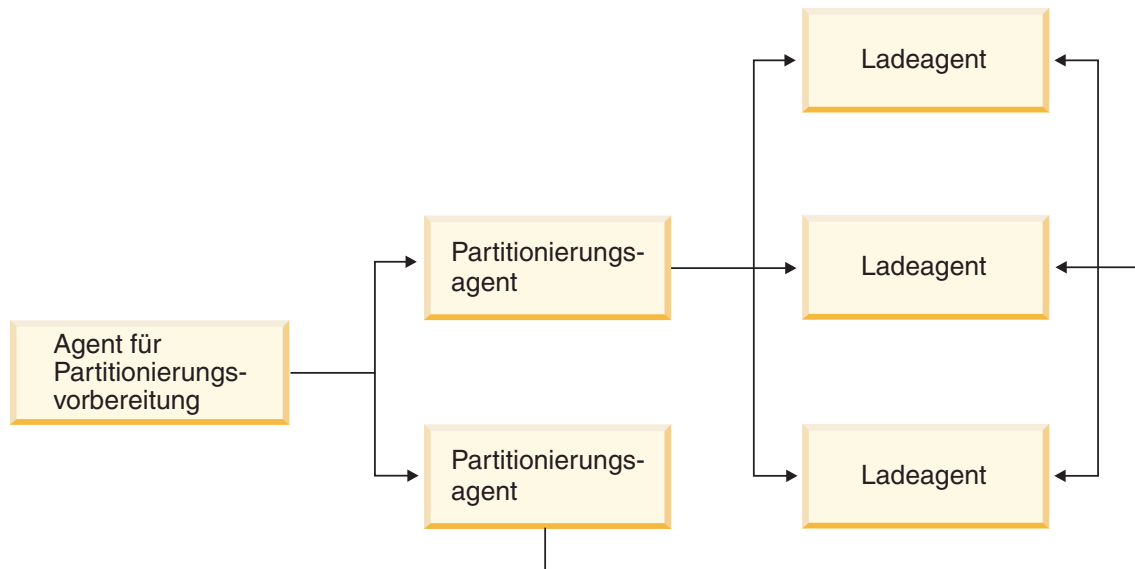 Agent für
Partitionierungs-
vorbereitung
Partitionierungs-
agent
Partitionierungs-
agent
Ladeagent
Ladeagent
Ladeagent